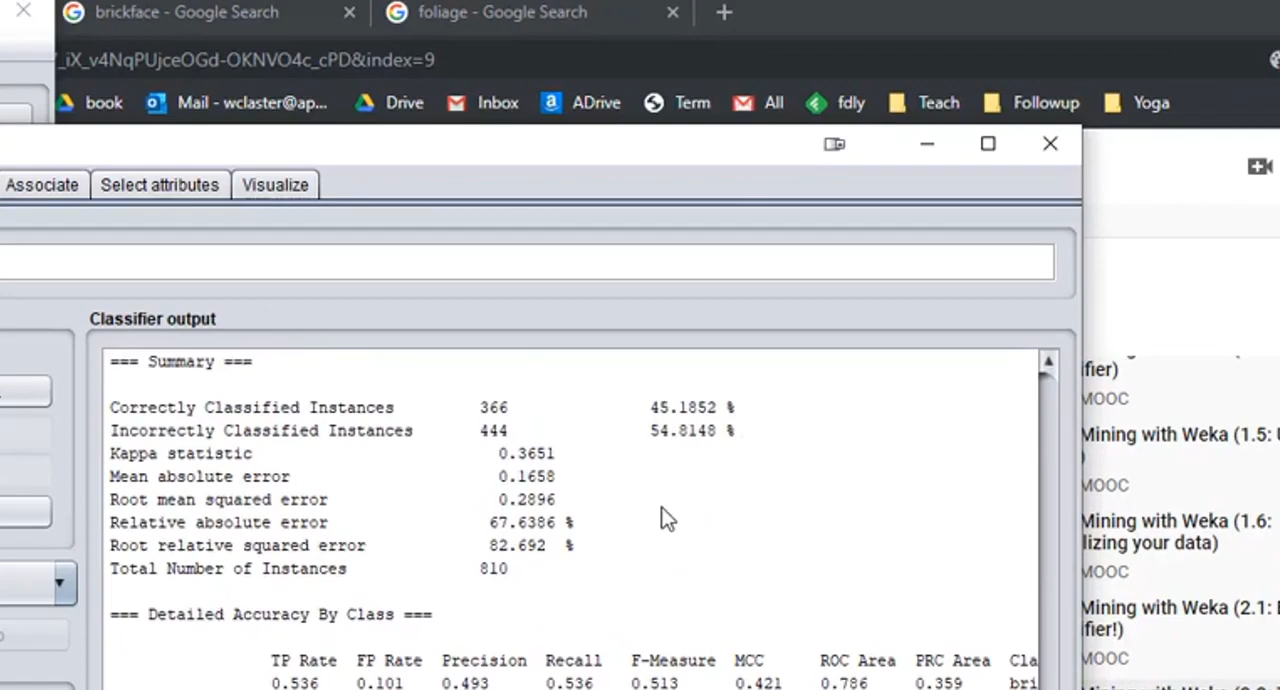 brickface - Google Search
foliage - Google Search
_iX_v4NqPUjceOGd-OKNVO4c_cPD&index=9
book Mail - wclaster@ap... Drive Inbox ADrive Term All fdly Teach Followup Yoga
Associate Select attributes Visualize
Classifier output
=== Summary ===
Correctly Classified Instances 366 45.1852 %
Incorrectly Classified Instances 444 54.8148 %
Kappa statistic 0.3651
Mean absolute error 0.1658
Root mean squared error 0.2896
Relative absolute error 67.6386 %
Root relative squared error 82.692 %
Total Number of Instances 810
=== Detailed Accuracy By Class ===
TP Rate FP Rate Precision Recall F-Measure MCC ROC Area PRC Area Cla
0.536 0.101 0.493 0.536 0.513 0.421 0.786 0.359 bri
ifier)
MOOC
Mining with Weka (1.5:
)
MOOC
Mining with Weka (1.6:
lizing your data)
MOOC
Mining with Weka (2.1:
fier!)
MOOC